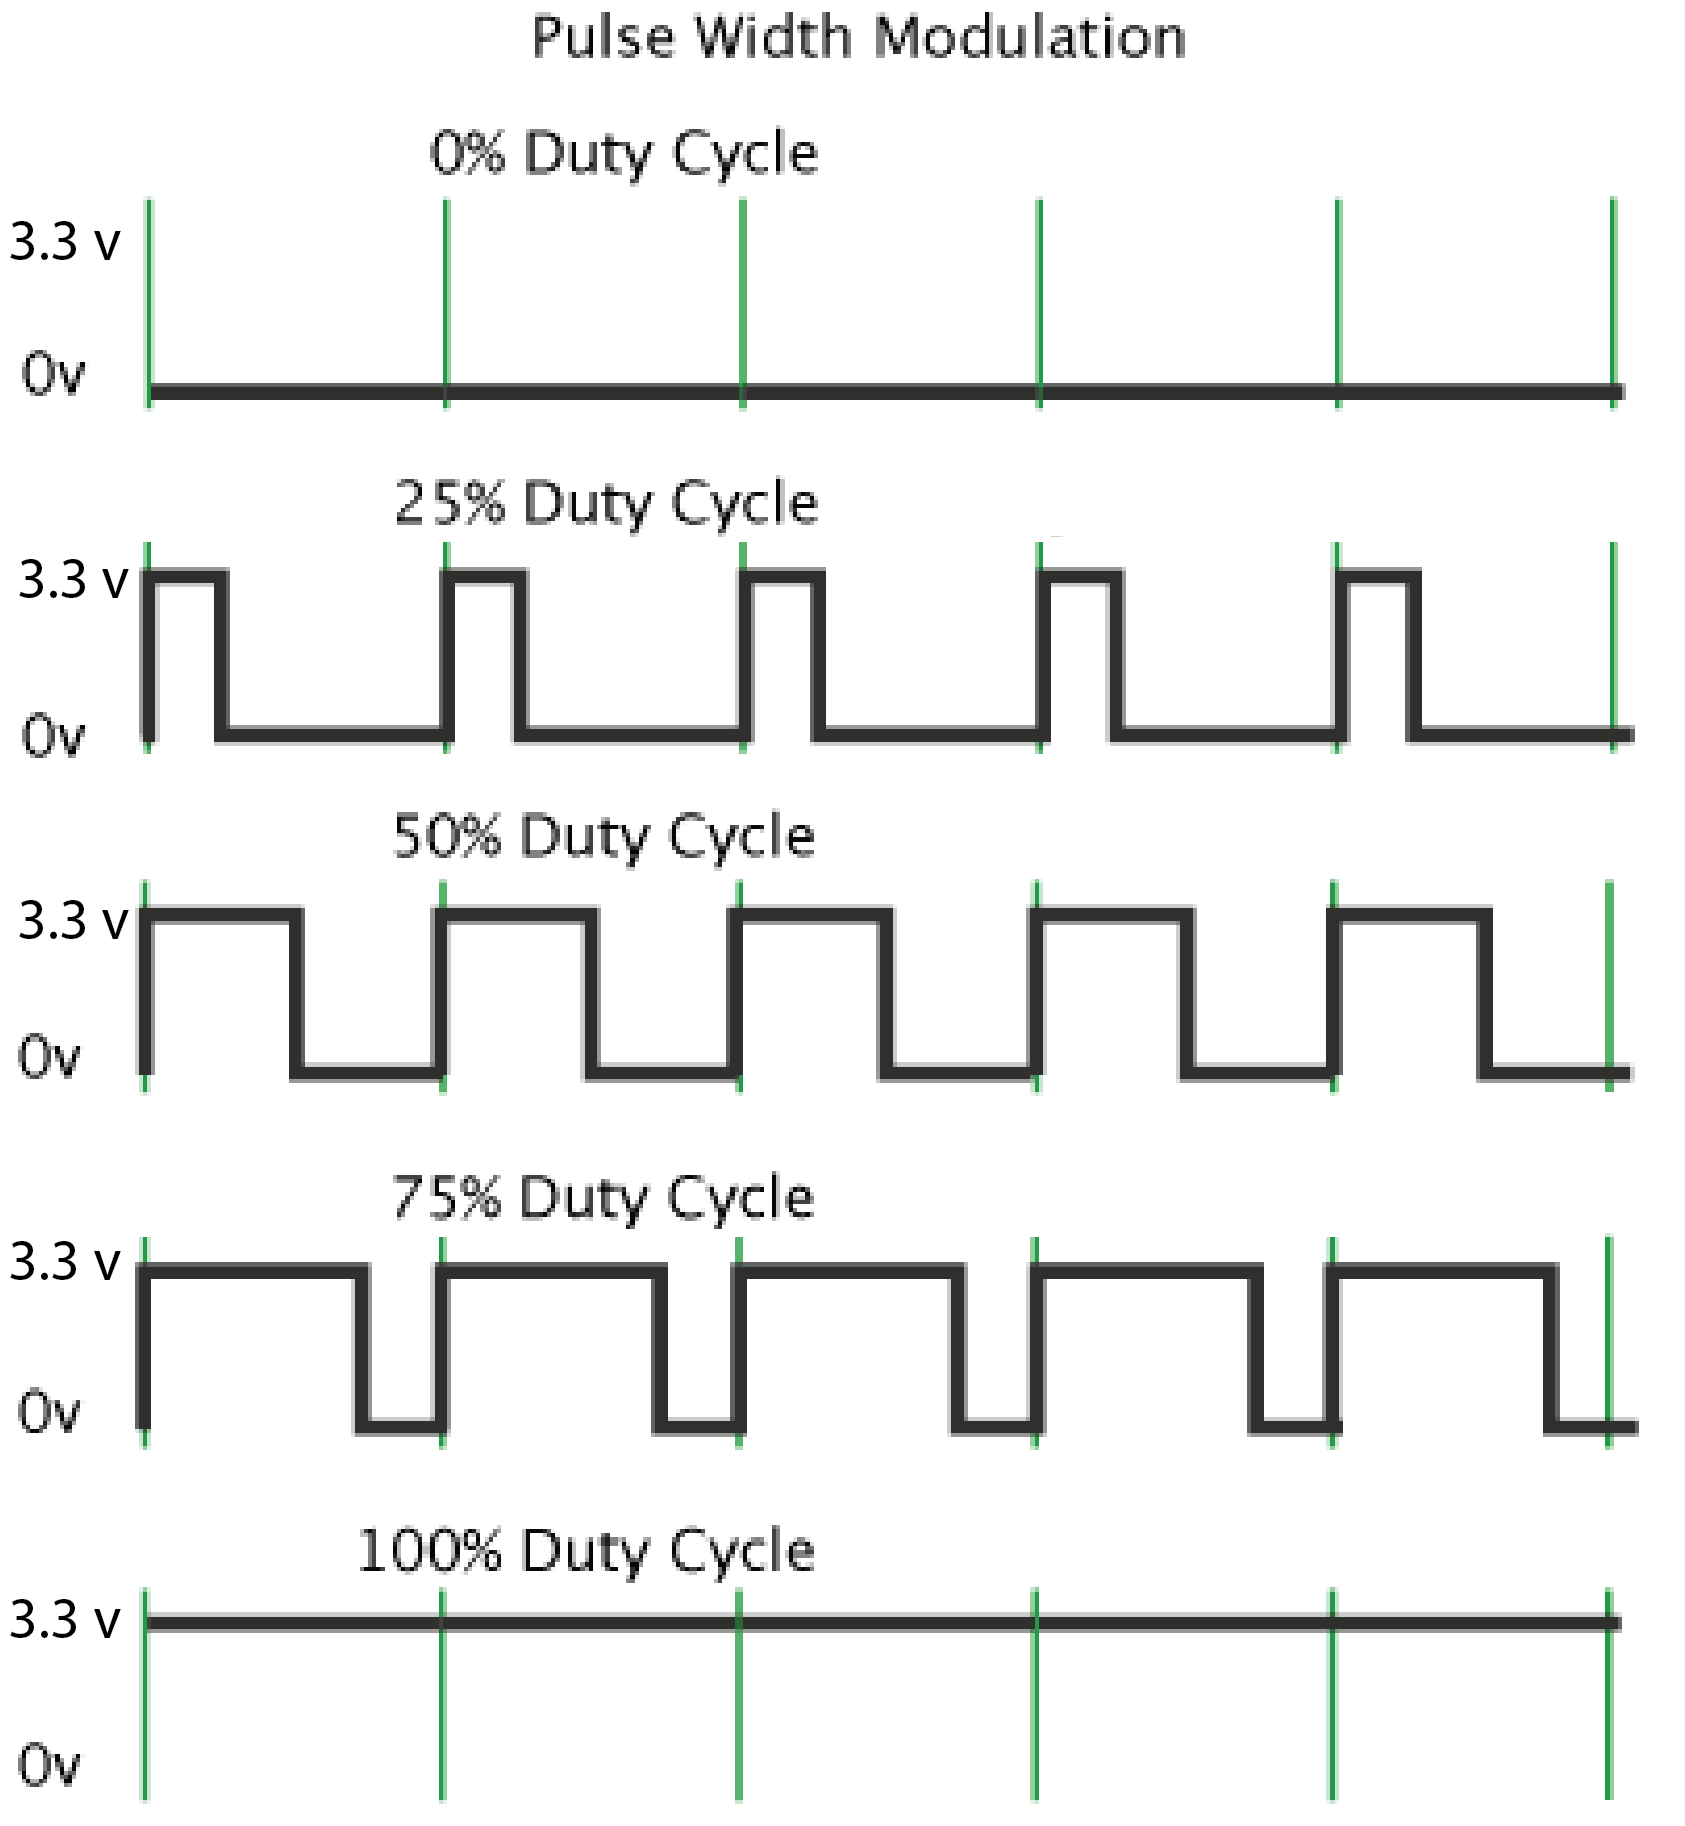 Pulse Width Modulation
0% Duty Cycle
3.3 v
0v
25% Duty Cycle
3.3 v
0v
50% Duty Cycle
3.3 v
0v
75% Duty Cycle
3.3 v
0v
100% Duty Cycle
3.3 v
0v